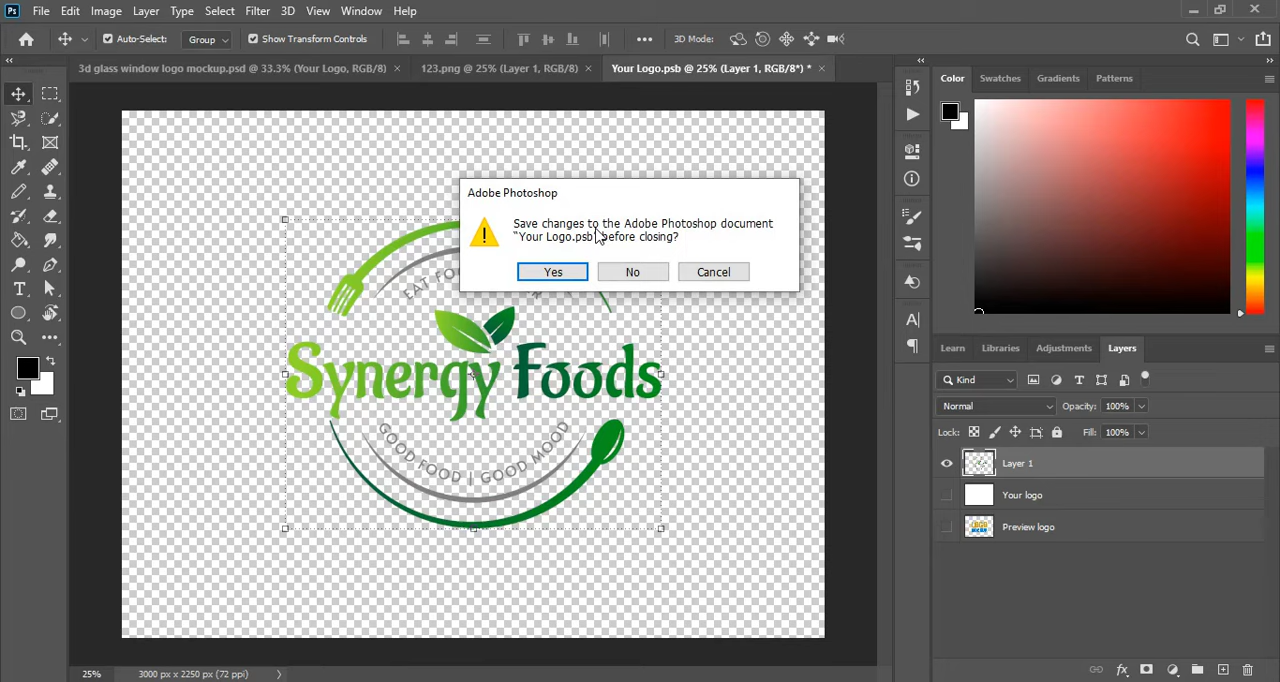 Ps File Edit Image Layer Type Select Filter 3D View Window Help
Auto-Select: Group Show Transform Controls 3D Mode:
3d glass window logo mockup.psd @ 33.3% (Your Logo, RGB/8) × 123.png @ 25% (Layer 1, RGB/8) × Your Logo.psb @ 25% (Layer 1, RGB/8*) * ×
Color Swatches Gradients Patterns
Adobe Photoshop
Save changes to the Adobe Photoshop document
“Your Logo.psb” before closing?
Yes No Cancel
EAT
Synergy Foods
GOOD FOOD | GOOD MOOD
Learn Libraries Adjustments Layers
Kind
Normal Opacity: 100%
Lock: Fill: 100%
Layer 1
Your logo
Preview logo
25% 3000 px x 2250 px (72 ppi)